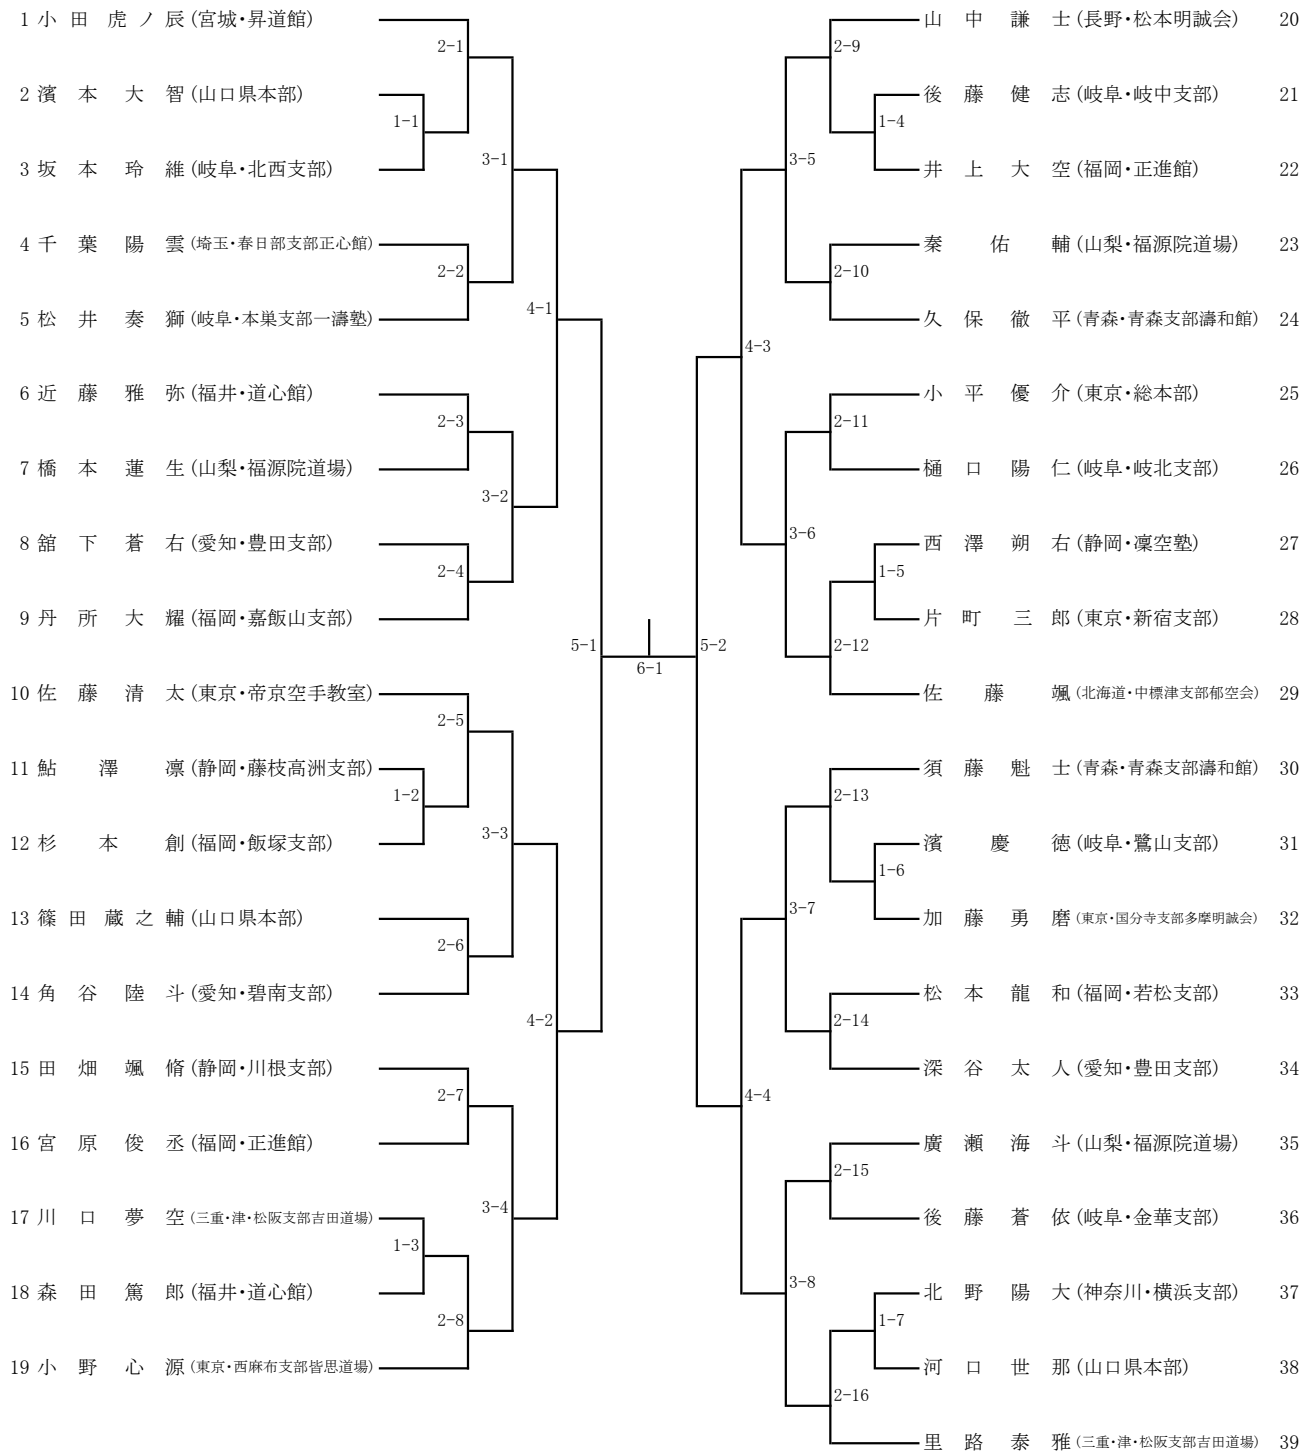 1 小田虎ノ辰 (宮城・昇道館)
2-1
2 濱本大智 (山口県本部)
1-1
3 坂本玲維 (岐阜・北西支部)
3-1
4 千葉陽雲 (埼玉・春日部支部正心館)
2-2
5 松井奏獅 (岐阜・本巣支部一濤塾)
4-1
6 近藤雅弥 (福井・道心館)
2-3
7 橋本蓮生 (山梨・福源院道場)
3-2
8 舘下蒼右 (愛知・豊田支部)
2-4
9 丹所大耀 (福岡・嘉飯山支部)
5-1
10 佐藤清太 (東京・帝京空手教室)
2-5
11 鮎澤凛 (静岡・藤枝高洲支部)
1-2
12 杉本創 (福岡・飯塚支部)
3-3
13 篠田蔵之輔 (山口県本部)
2-6
14 角谷陸斗 (愛知・碧南支部)
4-2
15 田畑颯脩 (静岡・川根支部)
2-7
16 宮原俊丞 (福岡・正進館)
3-4
17 川口夢空 (三重・津・松阪支部吉田道場)
1-3
18 森田篤郎 (福井・道心館)
2-8
19 小野心源 (東京・西麻布支部皆思道場)
6-1
山中謙士 (長野・松本明誠会) 20
2-9
後藤健志 (岐阜・岐中支部) 21
1-4
井上大空 (福岡・正進館) 22
3-5
秦佑輔 (山梨・福源院道場) 23
2-10
久保徹平 (青森・青森支部濤和館) 24
4-3
小平優介 (東京・総本部) 25
2-11
樋口陽仁 (岐阜・岐北支部) 26
3-6
西澤朔右 (静岡・凜空塾) 27
1-5
片町三郎 (東京・新宿支部) 28
2-12
佐藤颯 (北海道・中標津支部郁空会) 29
5-2
須藤魁士 (青森・青森支部濤和館) 30
2-13
濱慶徳 (岐阜・鷺山支部) 31
1-6
加藤勇磨 (東京・国分寺支部多摩明誠会) 32
3-7
松本龍和 (福岡・若松支部) 33
2-14
深谷太人 (愛知・豊田支部) 34
4-4
廣瀬海斗 (山梨・福源院道場) 35
2-15
後藤蒼依 (岐阜・金華支部) 36
3-8
北野陽大 (神奈川・横浜支部) 37
1-7
河口世那 (山口県本部) 38
2-16
里路泰雅 (三重・津・松阪支部吉田道場) 39